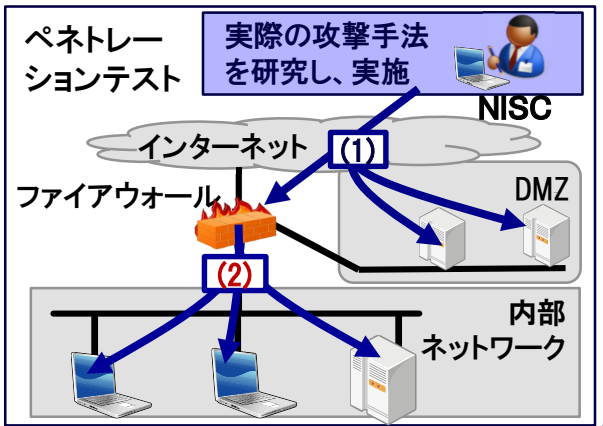 ペネトレー
ションテスト
実際の攻撃手法
を研究し、実施
NISC
インターネット
(1)
ファイアウォール
DMZ
(2)
内部
ネットワーク